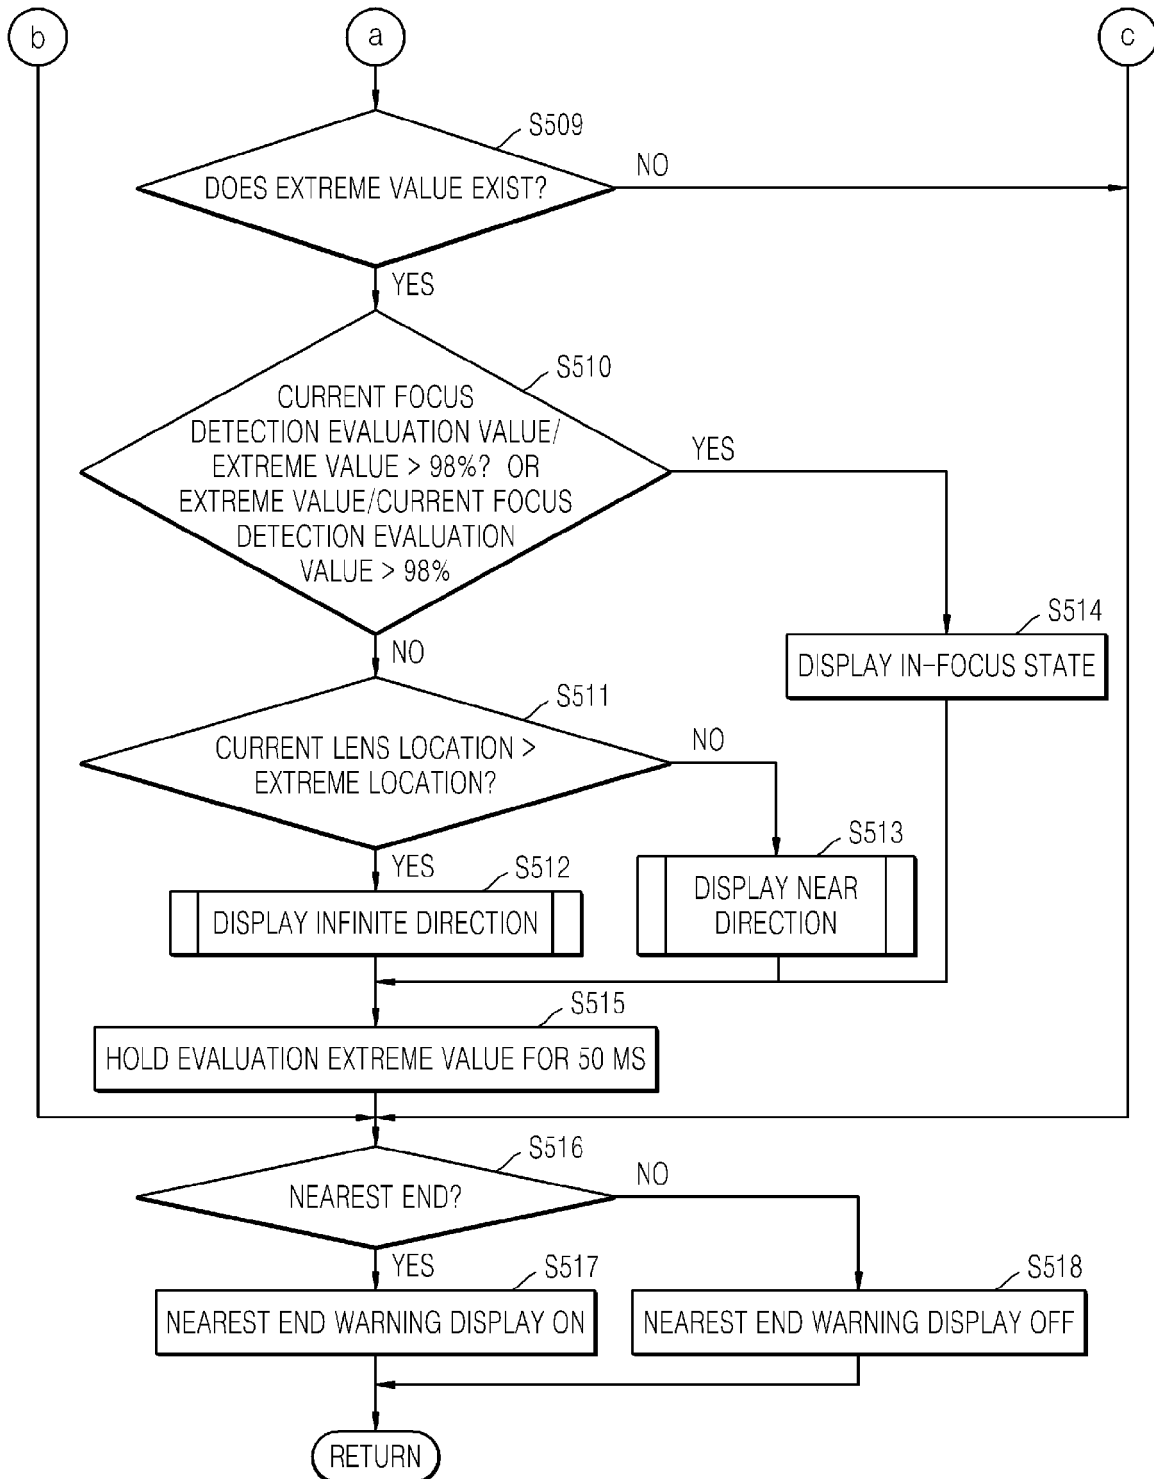 b
a
c
S509
DOES EXTREME VALUE EXIST?
NO
YES
S510
CURRENT FOCUS
DETECTION EVALUATION VALUE/
EXTREME VALUE > 98%? OR
EXTREME VALUE/CURRENT FOCUS
DETECTION EVALUATION
VALUE > 98%
YES
NO
S514
DISPLAY IN-FOCUS STATE
S511
CURRENT LENS LOCATION >
EXTREME LOCATION?
NO
YES
S513
DISPLAY NEAR
DIRECTION
S512
DISPLAY INFINITE DIRECTION
S515
HOLD EVALUATION EXTREME VALUE FOR 50 MS
S516
NEAREST END?
NO
YES
S517
NEAREST END WARNING DISPLAY ON
S518
NEAREST END WARNING DISPLAY OFF
RETURN